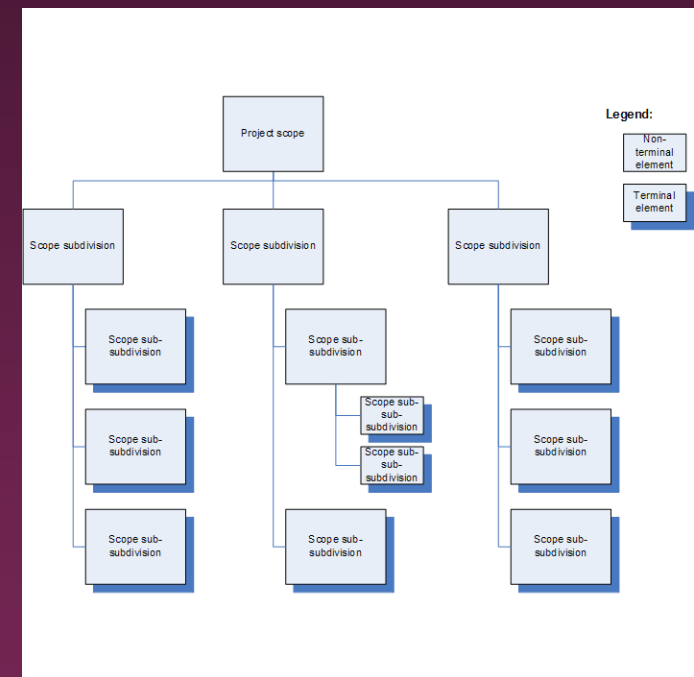 Legend:
Project scope
Non-
terminal
element
Terminal
element
Scope subdivision
Scope subdivision
Scope subdivision
Scope sub-
subdivision
Scope sub-
subdivision
Scope sub-
subdivision
Scope sub-
sub-
subdivision
Scope sub-
sub-
subdivision
Scope sub-
subdivision
Scope sub-
subdivision
Scope sub-
subdivision
Scope sub-
subdivision
Scope sub-
subdivision